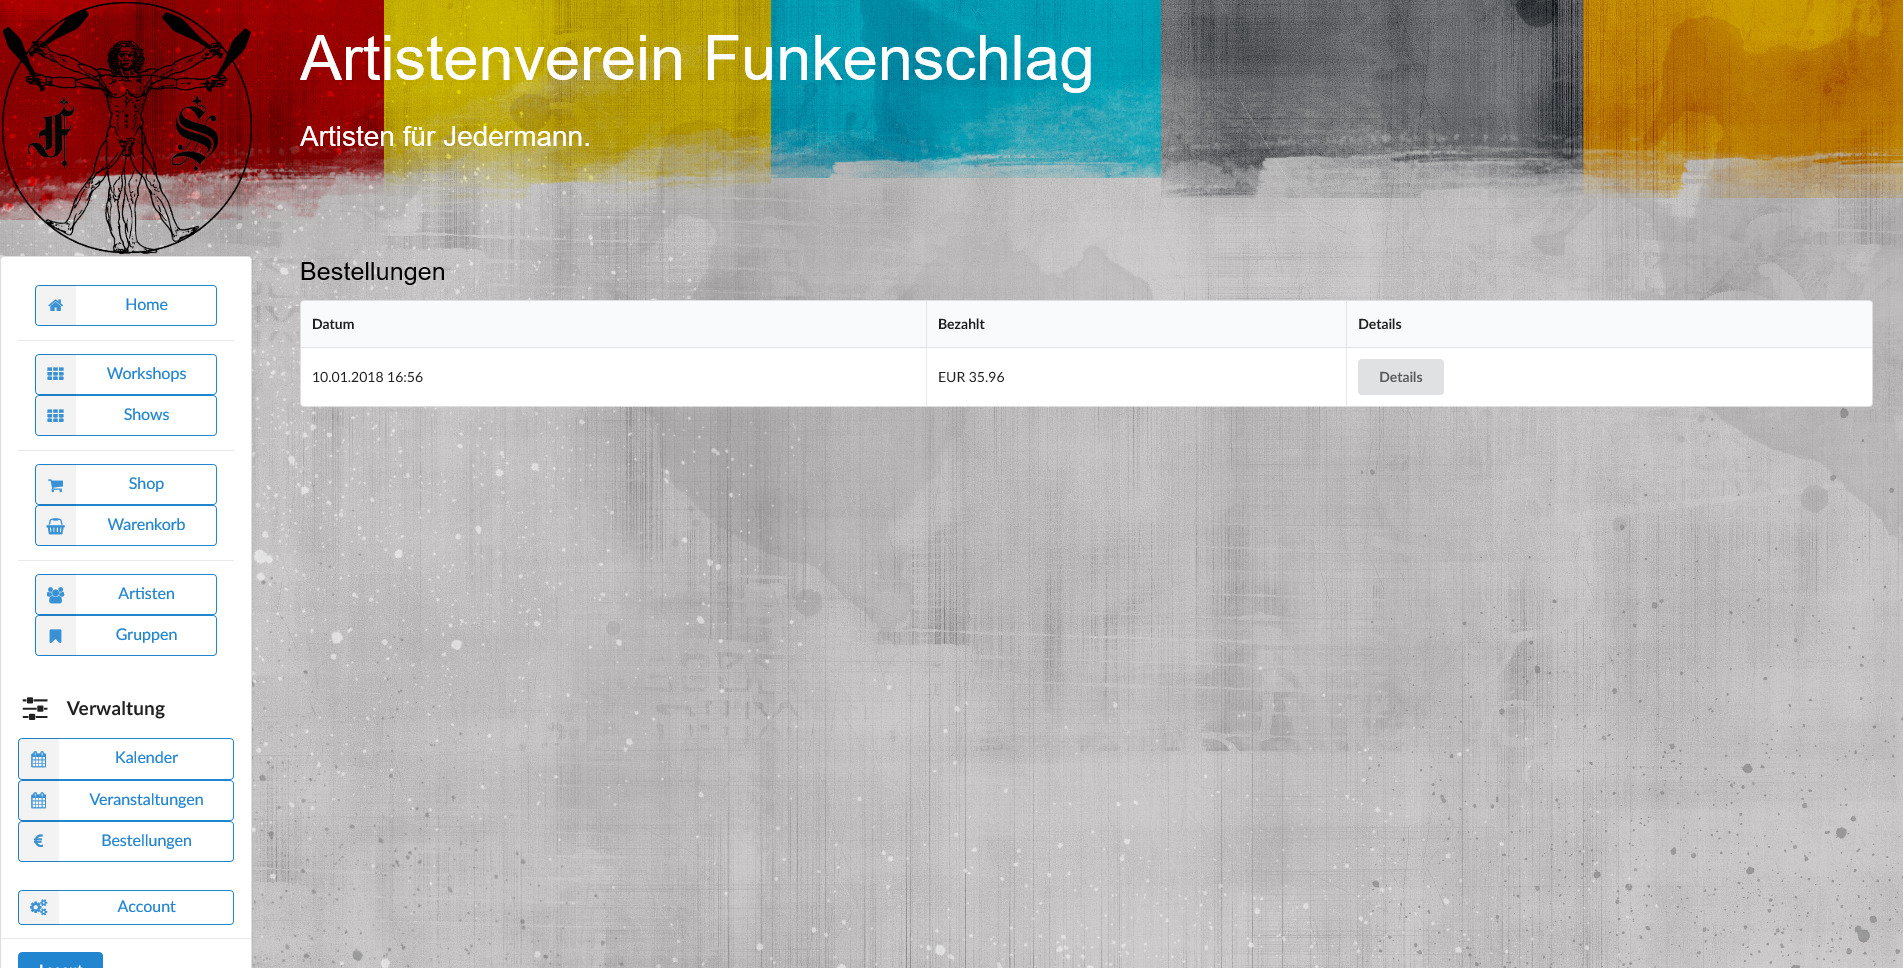 Artistenverein Funkenschlag
Artisten für Jedermann.
F S
Home
Workshops
Shows
Shop
Warenkorb
Artisten
Gruppen
Verwaltung
Kalender
Veranstaltungen
Bestellungen
Account
Bestellungen
Datum Bezahlt Details
10.01.2018 16:56 EUR 35.96 Details